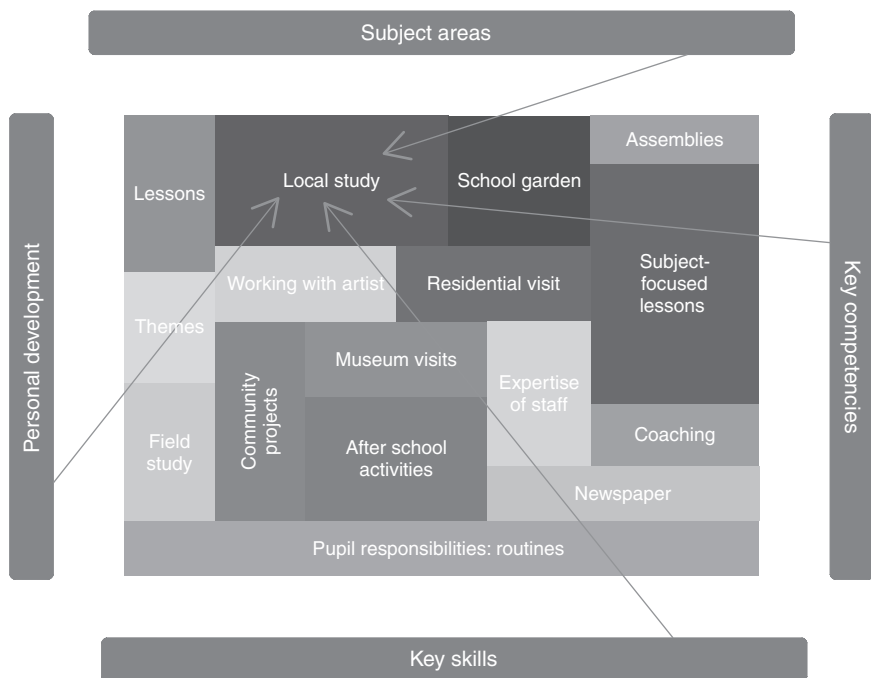 Subject areas
Personal development
Key competencies
Lessons
Local study
School garden
Assemblies
Subject-
focused
lessons
Working with artist
Residential visit
Themes
Museum visits
Expertise
of staff
Community
projects
Field
study
After school
activities
Coaching
Newspaper
Pupil responsibilities: routines
Key skills